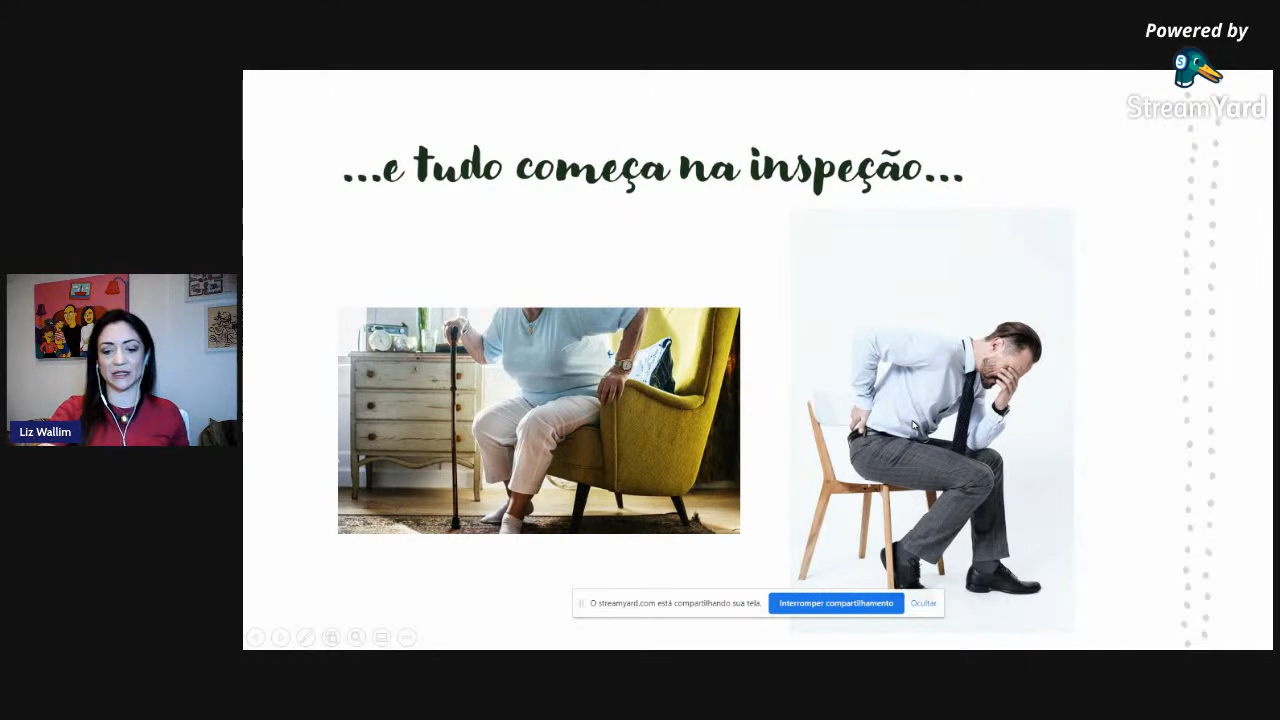 Powered by
StreamYard
...e tudo começa na inspeção...
Liz Wallim
O streamyard.com está compartilhando sua tela.
Interromper compartilhamento
Ocultar